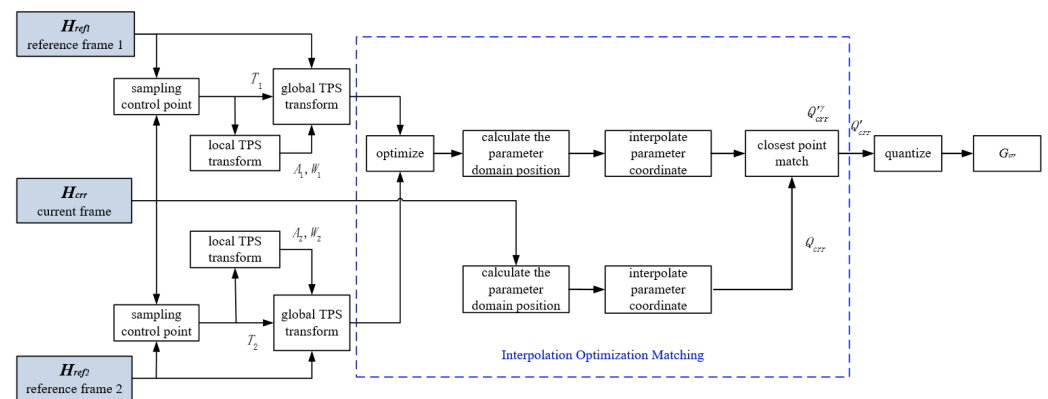 H_ref1
reference frame 1
sampling
control point
T_1
global TPS
transform
local TPS
transform
A_1, W_1
optimize
calculate the
parameter
domain position
interpolate
parameter
coordinate
Q'^y_crr
closest point
match
Q'_crr
quantize
G_crr
H_crr
current frame
local TPS
transform
A_2, W_2
Q_crr
calculate the
parameter
domain position
interpolate
parameter
coordinate
sampling
control point
T_2
global TPS
transform
Interpolation Optimization Matching
H_ref2
reference frame 2